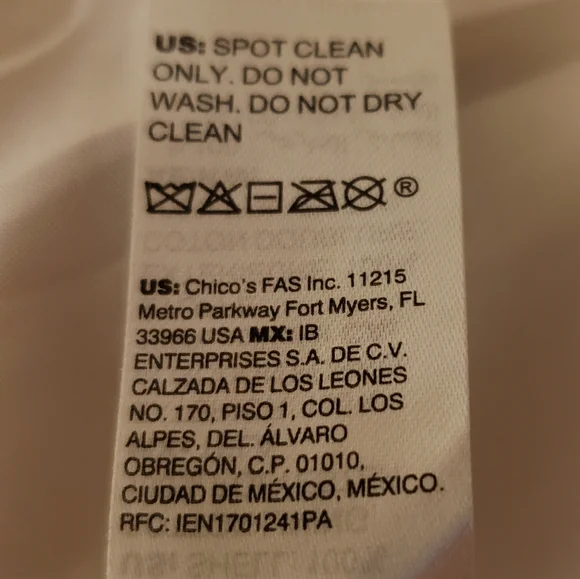 US: SPOT CLEAN
ONLY. DO NOT
WASH. DO NOT DRY
CLEAN
®
US: Chico's FAS Inc. 11215
Metro Parkway Fort Myers, FL
33966 USA MX: IB
ENTERPRISES S.A. DE C.V.
CALZADA DE LOS LEONES
NO. 170, PISO 1, COL. LOS
ALPES, DEL. ÁLVARO
OBREGÓN, C.P. 01010,
CIUDAD DE MÉXICO, MÉXICO.
RFC: IEN1701241PA